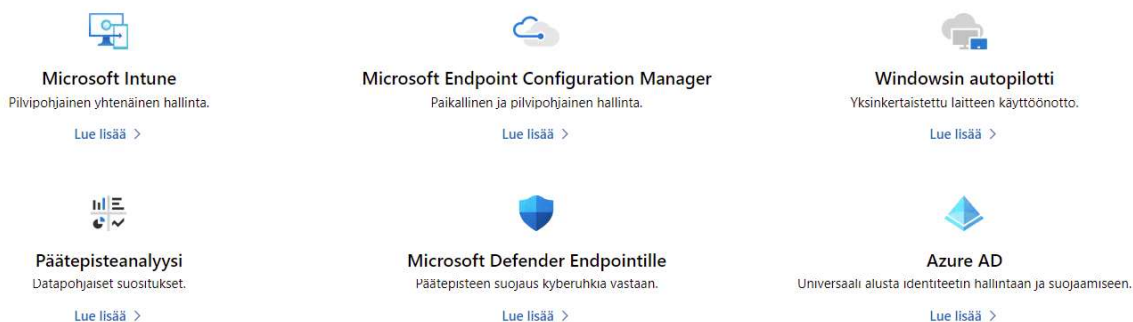 Microsoft Intune
Pilvipohjainen yhtenäinen hallinta.
Lue lisää >
Microsoft Endpoint Configuration Manager
Paikallinen ja pilvipohjainen hallinta.
Lue lisää >
Windowsin autopilotti
Yksinkertaistettu laitteen käyttöönotto.
Lue lisää >
Päätepisteanalyysi
Datapohjaiset suositukset.
Lue lisää >
Microsoft Defender Endpointille
Päätepisteen suojaus kyberuhkia vastaan.
Lue lisää >
Azure AD
Universaali alusta identiteetin hallintaan ja suojaamiseen.
Lue lisää >